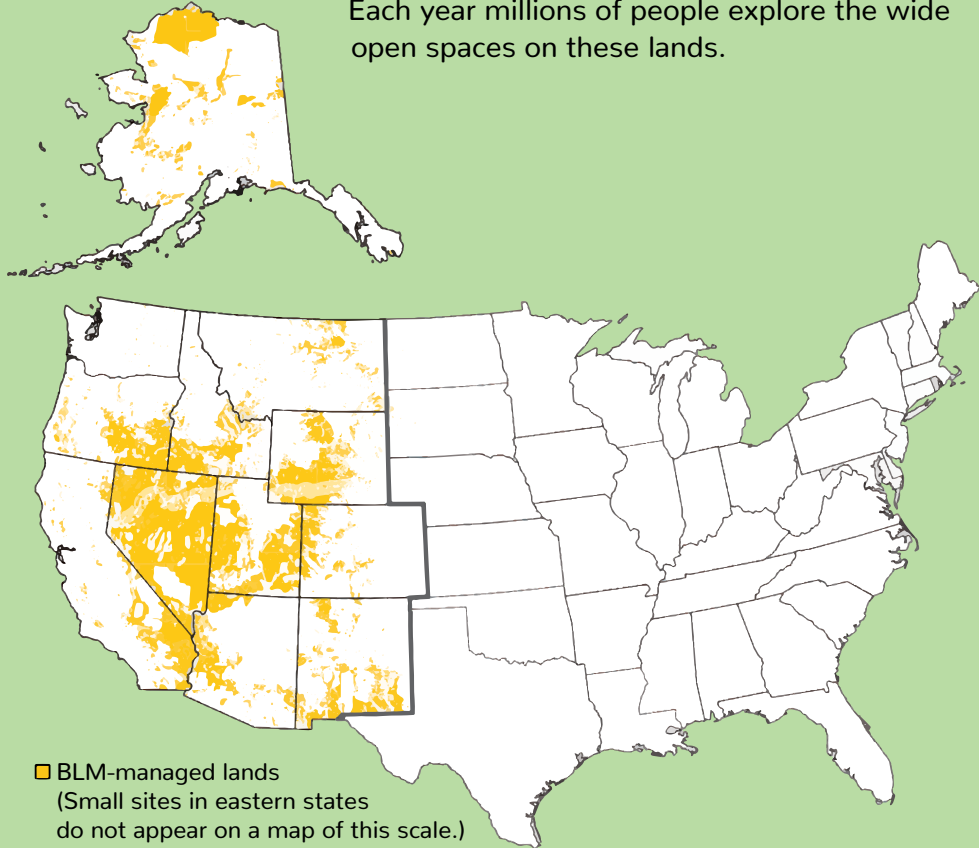 Each year millions of people explore the wide
open spaces on these lands.
BLM-managed lands
(Small sites in eastern states
do not appear on a map of this scale.)